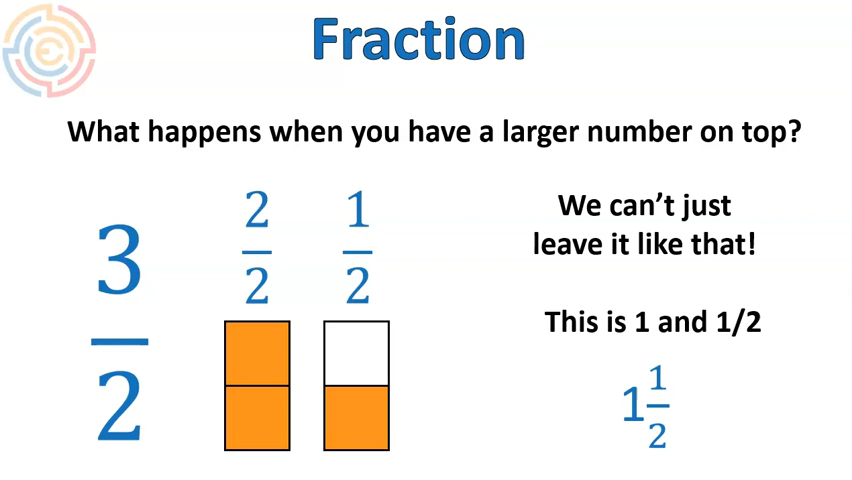 Fraction
What happens when you have a larger number on top?
3/2
2/2
1/2
We can't just
leave it like that!
This is 1 and 1/2
1 1/2